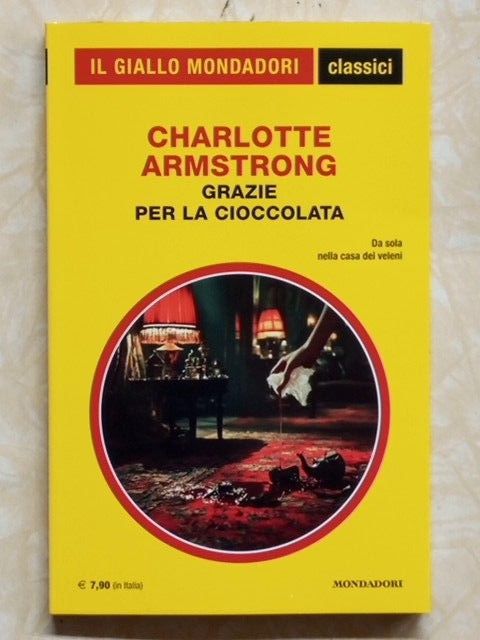 IL GIALLO MONDADORI classici
CHARLOTTE
ARMSTRONG
GRAZIE
PER LA CIOCCOLATA
Da sola
nella casa dei veleni
€ 7,90 (in Italia)
MONDADORI